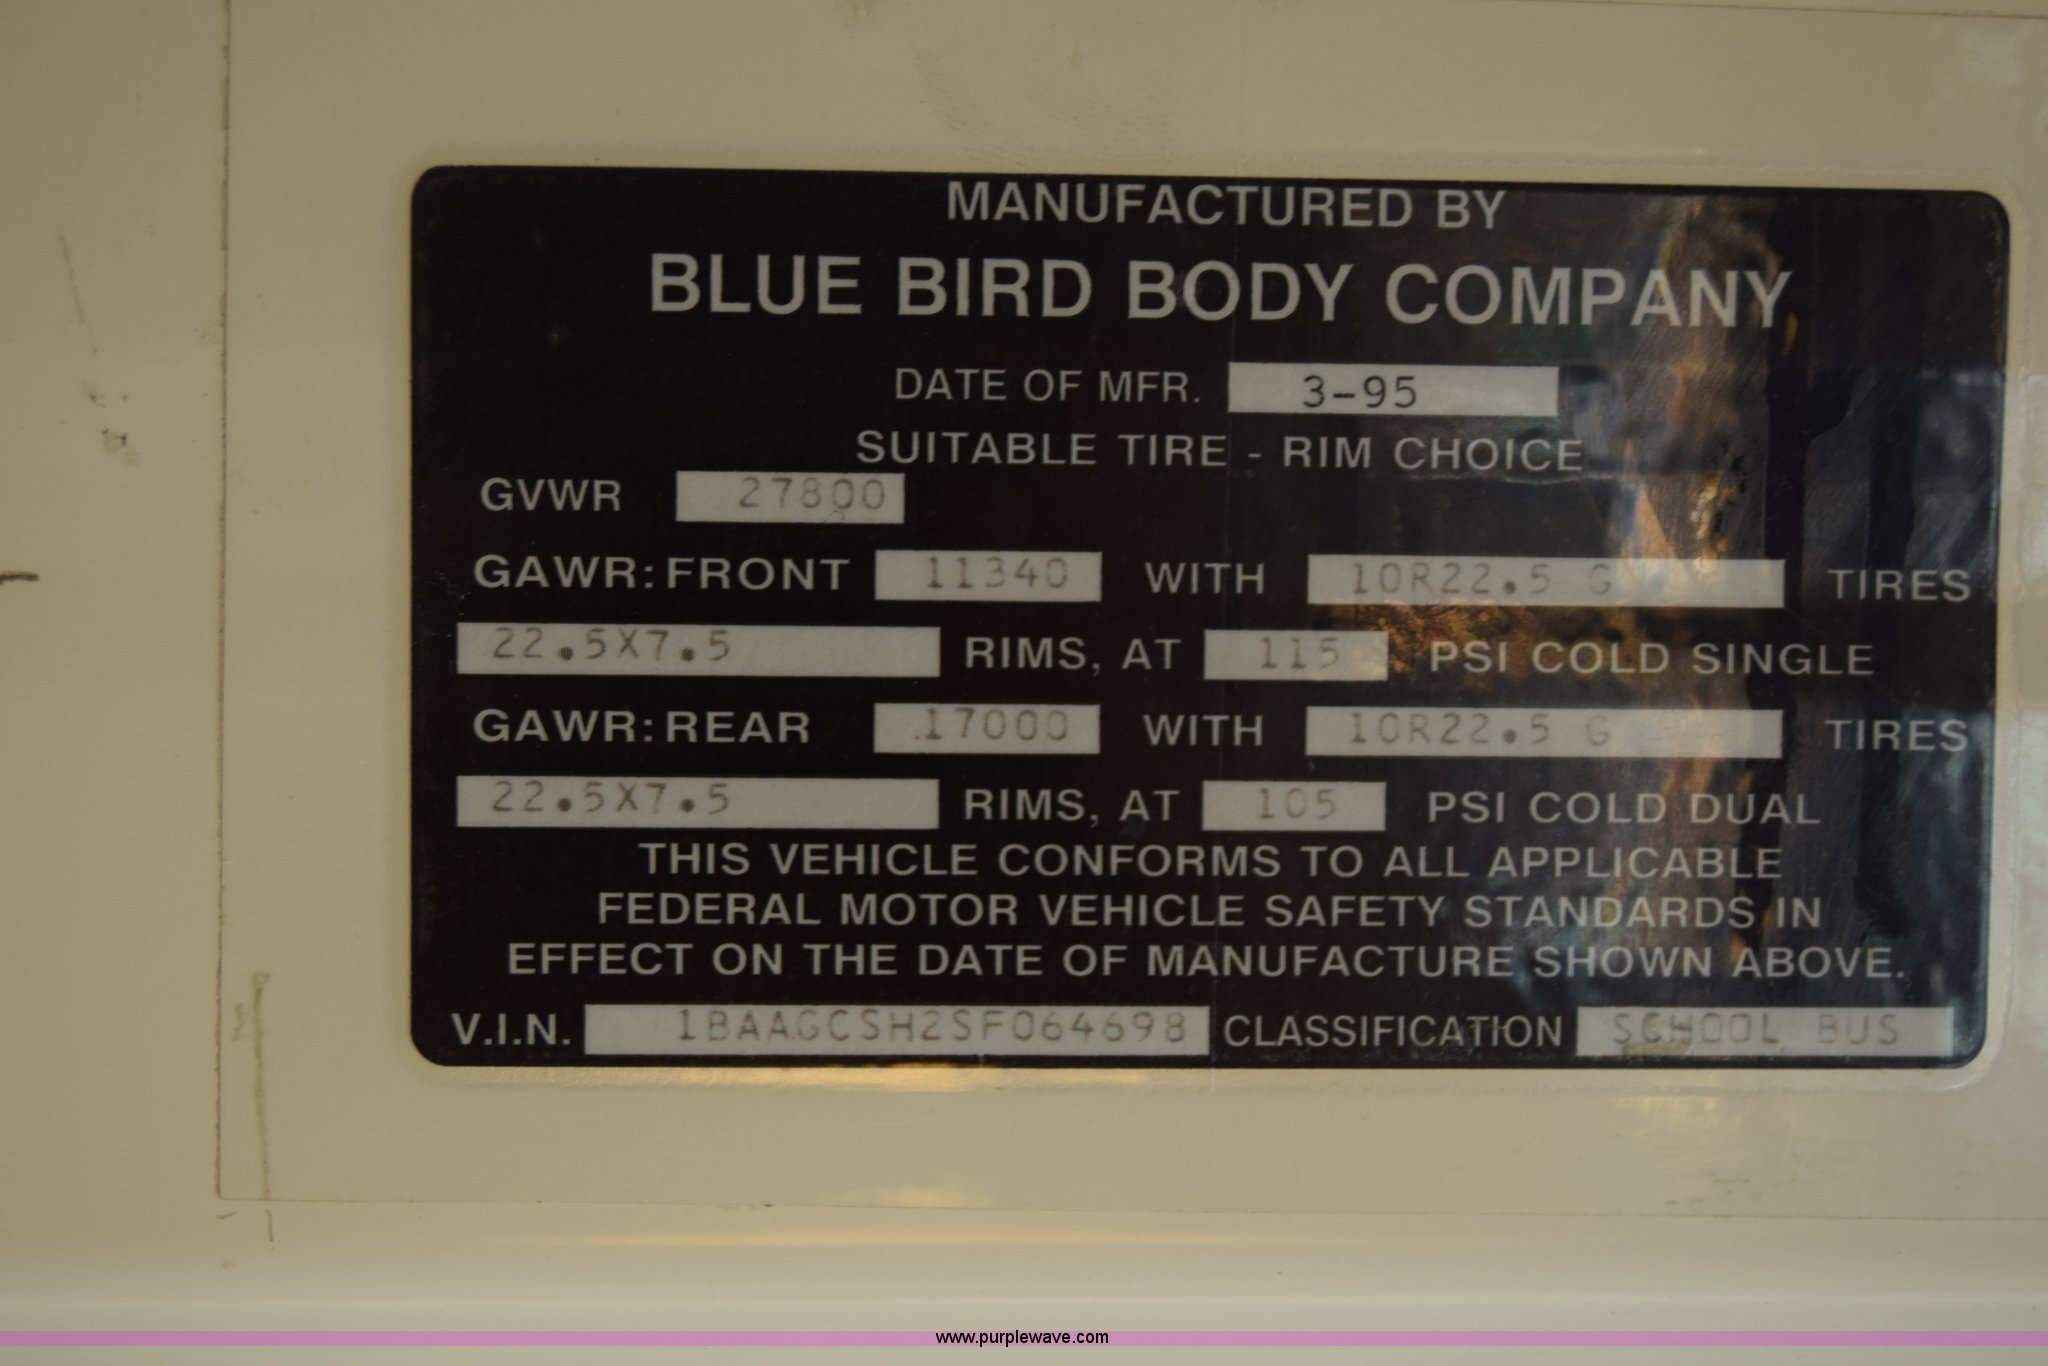 MANUFACTURED BY
BLUE BIRD BODY COMPANY
DATE OF MFR. 3-95
SUITABLE TIRE - RIM CHOICE
GVWR 27800
GAWR: FRONT 11340 WITH 10R22.5 G TIRES
22.5X7.5 RIMS, AT 115 PSI COLD SINGLE
GAWR: REAR 17000 WITH 10R22.5 G TIRES
22.5X7.5 RIMS, AT 105 PSI COLD DUAL
THIS VEHICLE CONFORMS TO ALL APPLICABLE
FEDERAL MOTOR VEHICLE SAFETY STANDARDS IN
EFFECT ON THE DATE OF MANUFACTURE SHOWN ABOVE.
V.I.N. 1BAAGCSH2SF064698 CLASSIFICATION SCHOOL BUS
www.purplewave.com